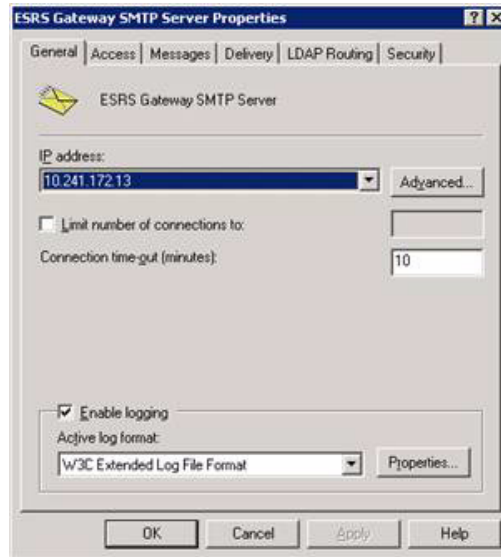 ESRS Gateway SMTP Server Properties
General Access Messages Delivery LDAP Routing Security
ESRS Gateway SMTP Server
IP address:
10.241.172.13
Advanced...
Limit number of connections to:
Connection time-out (minutes):
10
Enable logging
Active log format:
W3C Extended Log File Format
Properties...
OK Cancel Apply Help